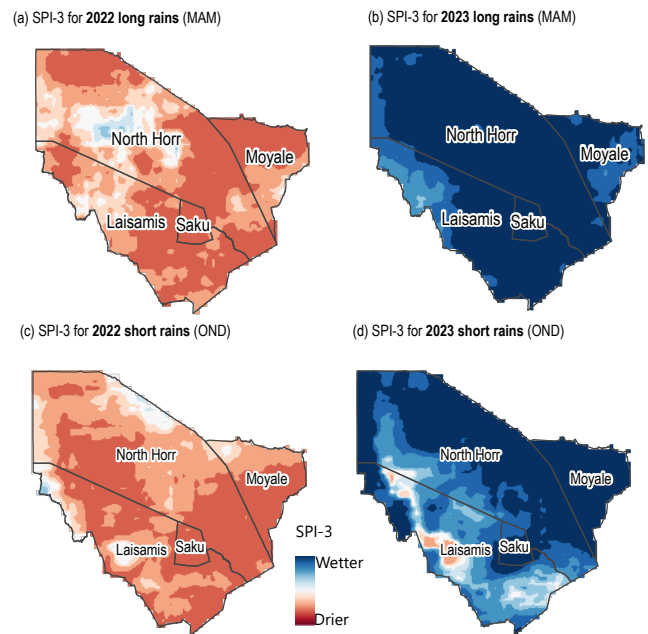 (a) SPI-3 for 2022 long rains (MAM)
(b) SPI-3 for 2023 long rains (MAM)
North Horr
Moyale
Laisamis
Saku
North Horr
Moyale
Laisamis
Saku
(c) SPI-3 for 2022 short rains (OND)
(d) SPI-3 for 2023 short rains (OND)
North Horr
Moyale
Laisamis
Saku
North Horr
Moyale
Laisamis
Saku
SPI-3
Wetter
Drier